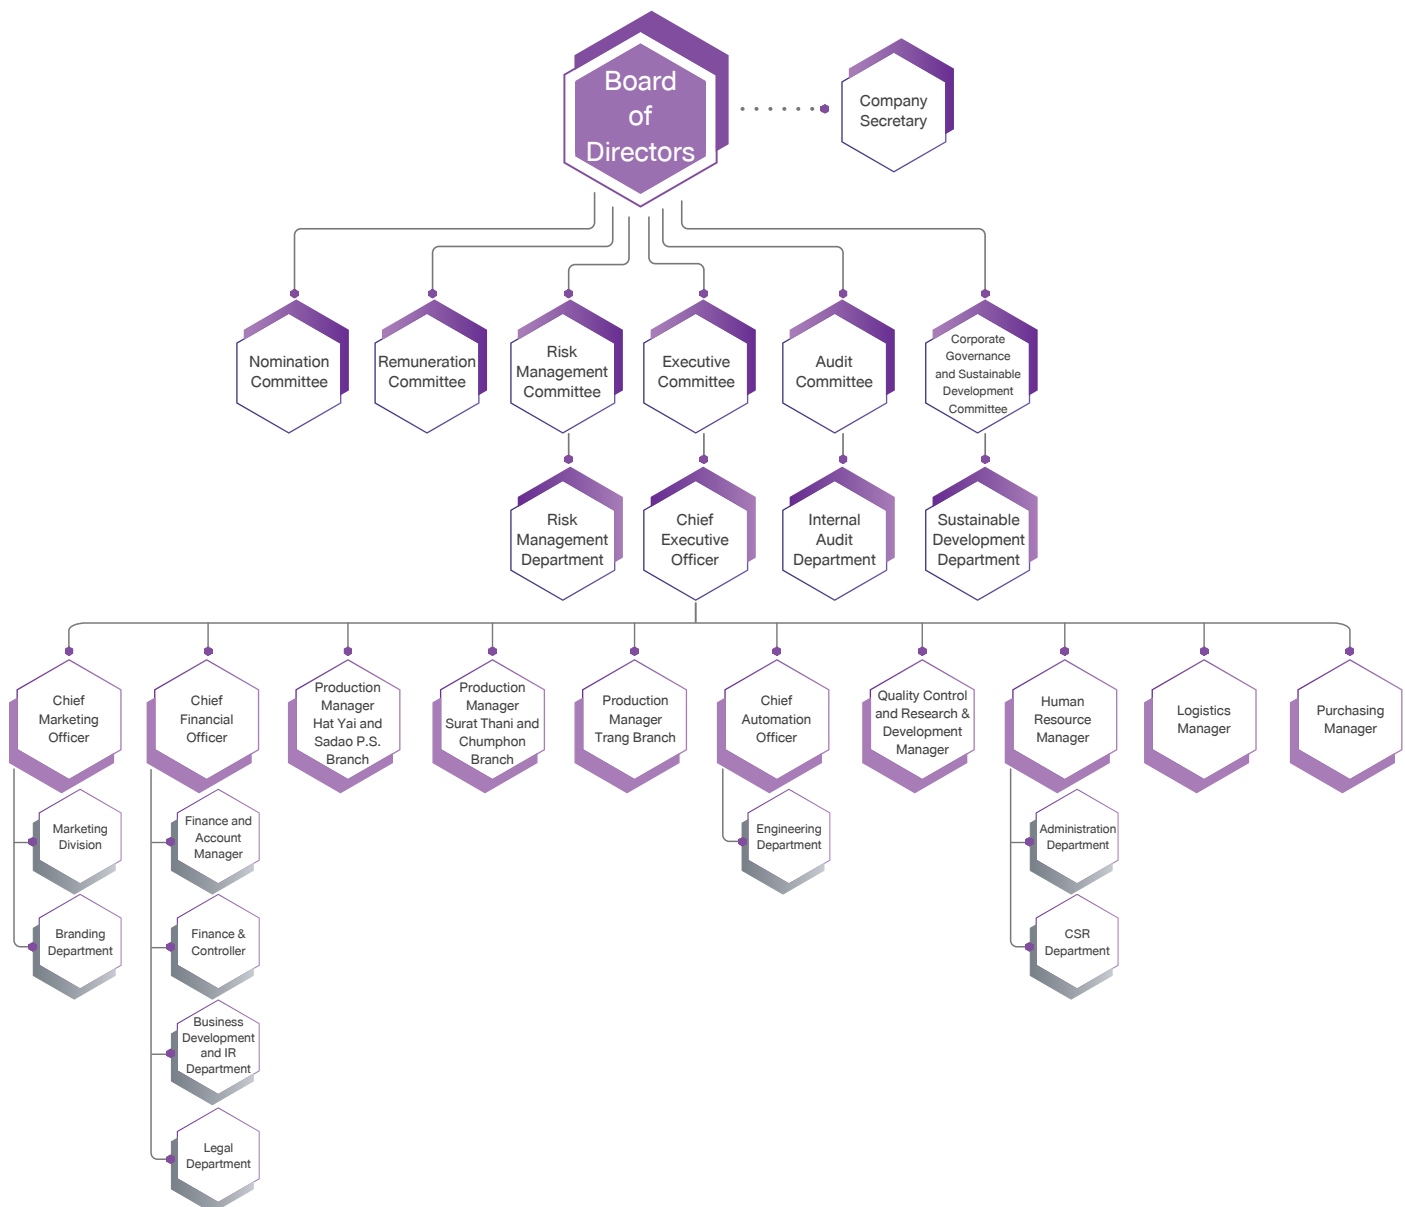 Board
of
Directors
Company
Secretary
Nomination
Committee
Remuneration
Committee
Risk
Management
Committee
Executive
Committee
Audit
Committee
Corporate
Governance
and Sustainable
Development
Committee
Risk
Management
Department
Chief
Executive
Officer
Internal
Audit
Department
Sustainable
Development
Department
Chief
Marketing
Officer
Chief
Financial
Officer
Production
Manager
Hat Yai and
Sadao P.S.
Branch
Production
Manager
Surat Thani and
Chumphon
Branch
Production
Manager
Trang Branch
Chief
Automation
Officer
Quality Control
and Research &
Development
Manager
Human
Resource
Manager
Logistics
Manager
Purchasing
Manager
Marketing
Division
Finance and
Account
Manager
Engineering
Department
Administration
Department
Branding
Department
Finance &
Controller
CSR
Department
Business
Development
and IR
Department
Legal
Department